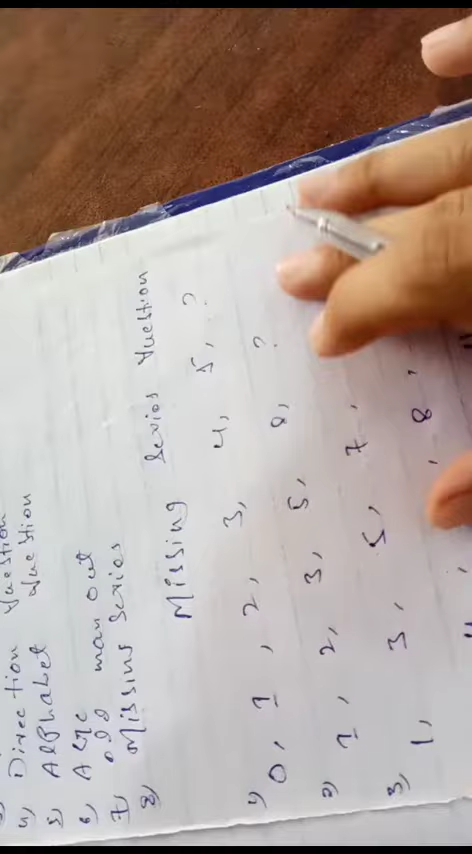 Question
4) Direction Question
5) Alphabet
6) Age
7) odd man out
8) Missing Series
Missing Series Question
1) 0, 1, 2, 3, 4, 5, ?
2) 1, 2, 3, 5, 8, ?
3) 1, 3, 5, 7,
8,